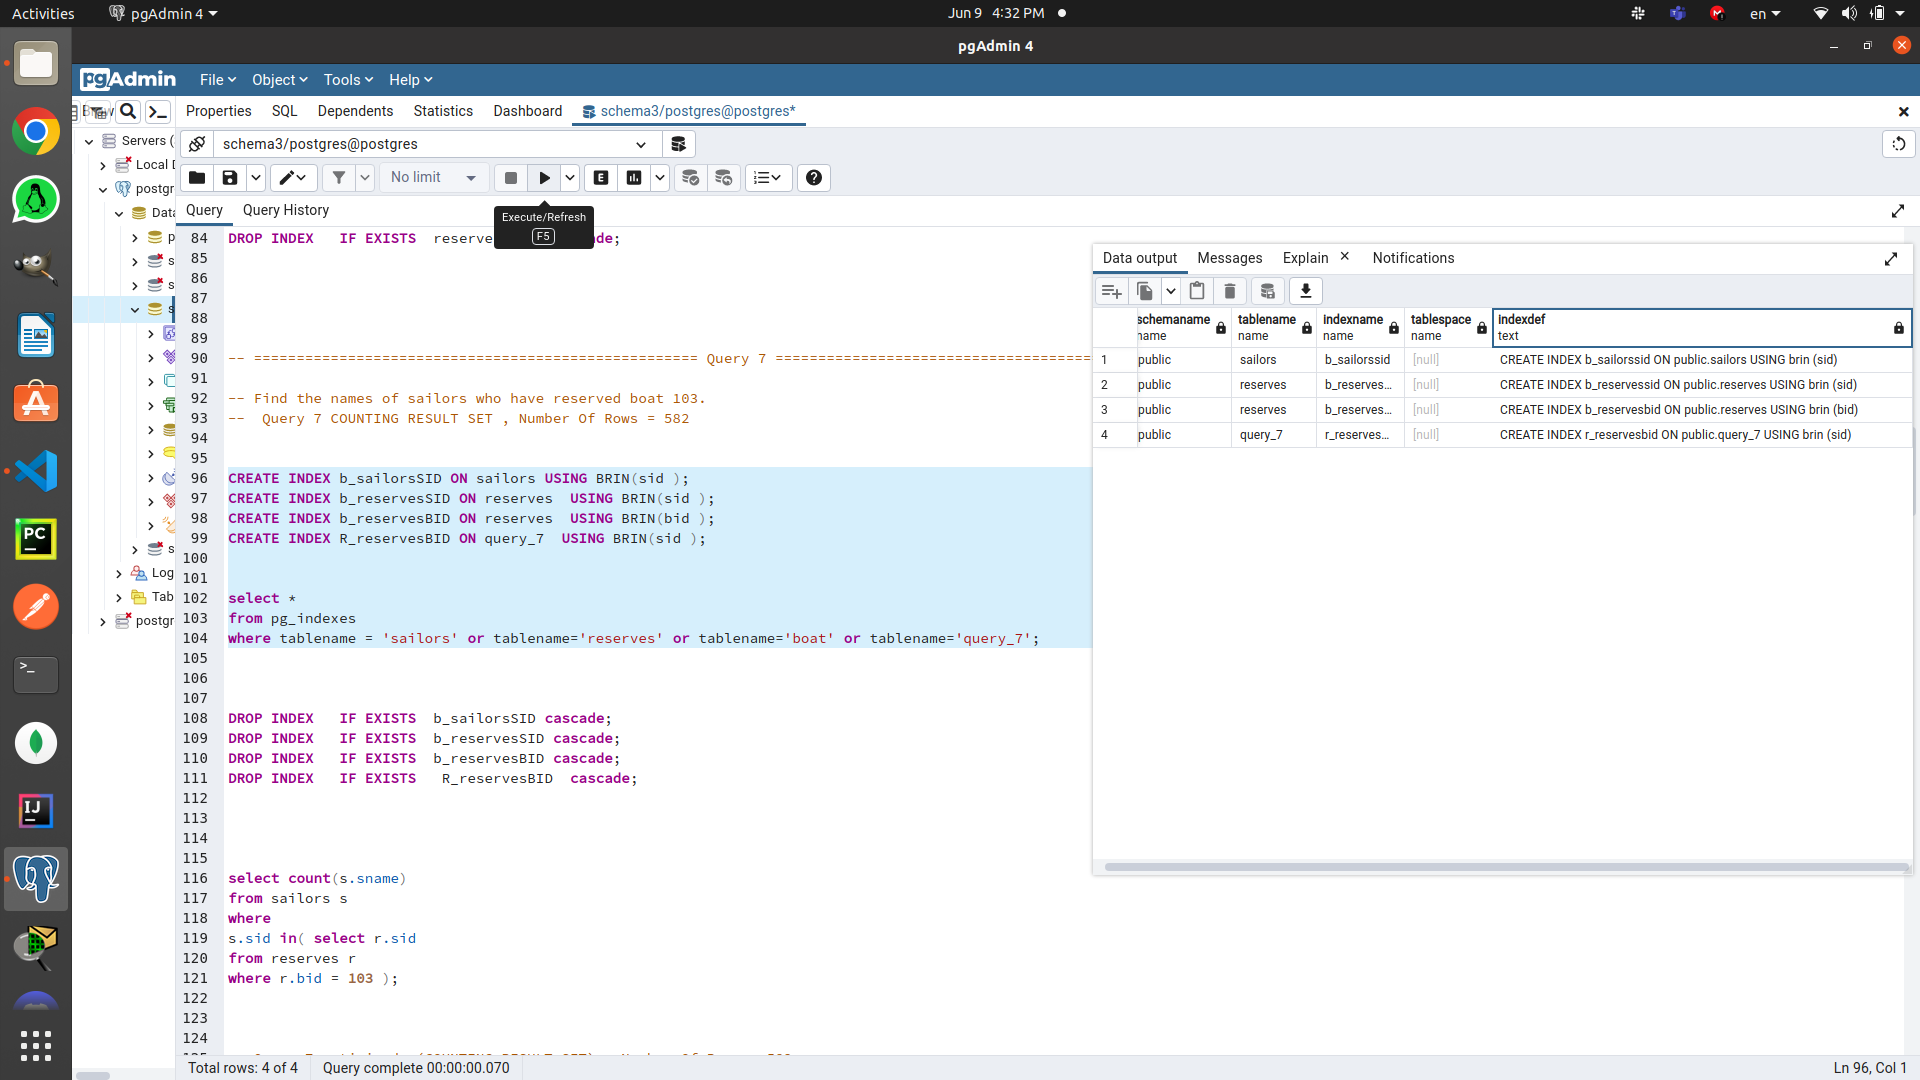 Activities
pgAdmin 4
Jun 9 4:32 PM
en
pgAdmin 4
pgAdmin
File
Object
Tools
Help
Properties
SQL
Dependents
Statistics
Dashboard
schema3/postgres@postgres*
Servers (
Local D
postgr
Data
p
s
s
s
s
Log
Tab
postgr
schema3/postgres@postgres
No limit
E
Query
Query History
Execute/Refresh
F5
84 DROP INDEX   IF EXISTS  reserve de;
85
86
87
88
89
90 -- ==================================================== Query 7 =====================================
91
92 -- Find the names of sailors who have reserved boat 103.
93 --  Query 7 COUNTING RESULT SET , Number Of Rows = 582
94
95
96 CREATE INDEX b_sailorsSID ON sailors USING BRIN(sid );
97 CREATE INDEX b_reservesSID ON reserves  USING BRIN(sid );
98 CREATE INDEX b_reservesBID ON reserves  USING BRIN(bid );
99 CREATE INDEX R_reservesBID ON query_7  USING BRIN(sid );
100
101
102 select *
103 from pg_indexes
104 where tablename = 'sailors' or tablename='reserves' or tablename='boat' or tablename='query_7';
105
106
107
108 DROP INDEX   IF EXISTS  b_sailorsSID cascade;
109 DROP INDEX   IF EXISTS  b_reservesSID cascade;
110 DROP INDEX   IF EXISTS  b_reservesBID cascade;
111 DROP INDEX   IF EXISTS   R_reservesBID  cascade;
112
113
114
115
116 select count(s.sname)
117 from sailors s
118 where
119 s.sid in( select r.sid
120 from reserves r
121 where r.bid = 103 );
122
123
124
Data output
Messages
Explain
Notifications
schemaname name
tablename name
indexname name
tablespace name
indexdef text
1 public sailors b_sailorssid [null] CREATE INDEX b_sailorssid ON public.sailors USING brin (sid)
2 public reserves b_reserves... [null] CREATE INDEX b_reservessid ON public.reserves USING brin (sid)
3 public reserves b_reserves... [null] CREATE INDEX b_reservesbid ON public.reserves USING brin (bid)
4 public query_7 r_reserves... [null] CREATE INDEX r_reservesbid ON public.query_7 USING brin (sid)
Total rows: 4 of 4
Query complete 00:00:00.070
Ln 96, Col 1
PC
IJ